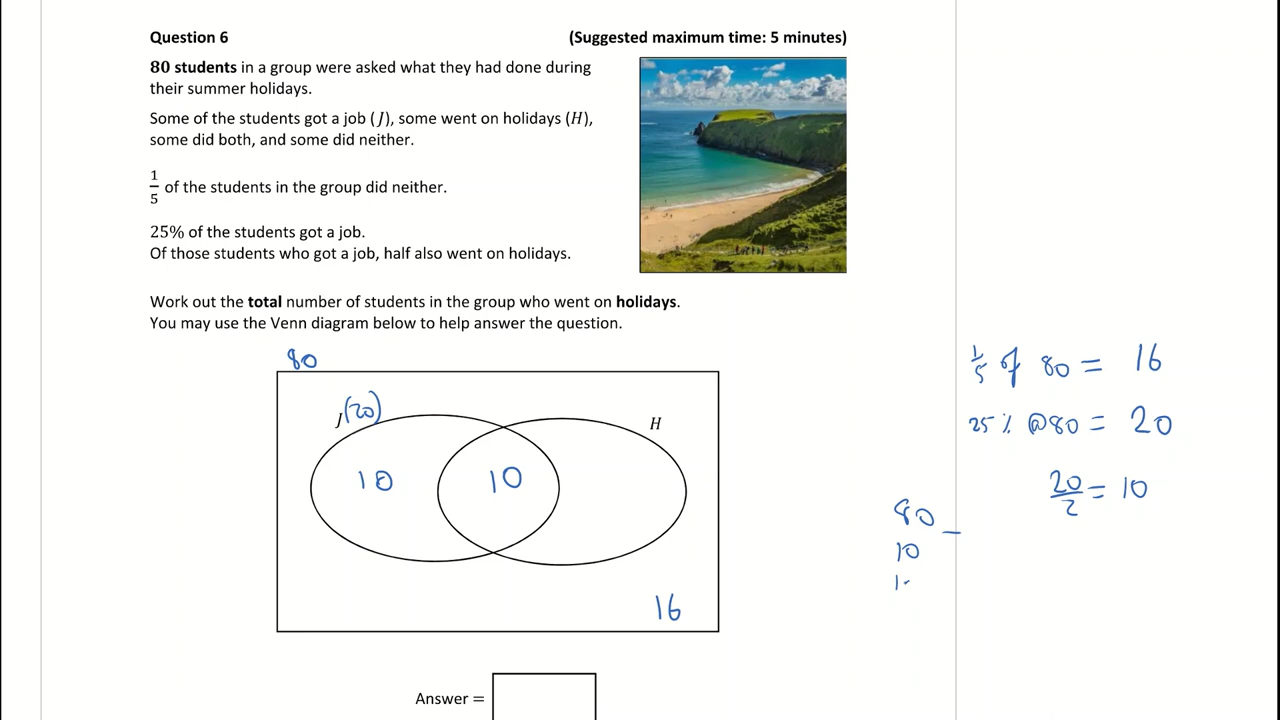 Question 6
(Suggested maximum time: 5 minutes)
80 students in a group were asked what they had done during
their summer holidays.
Some of the students got a job (J), some went on holidays (H),
some did both, and some did neither.
1/5 of the students in the group did neither.
25% of the students got a job.
Of those students who got a job, half also went on holidays.
Work out the total number of students in the group who went on holidays.
You may use the Venn diagram below to help answer the question.
80
J (20)
H
10
10
16
1/5 of 80 = 16
25% @80 = 20
20/2 = 10
80 -
10
Answer =